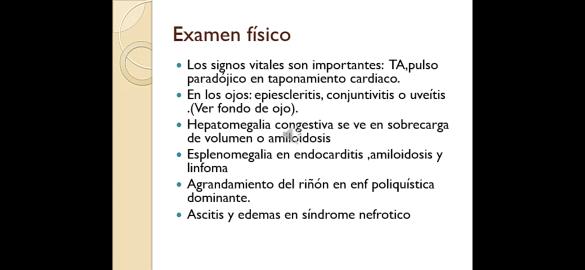 Examen físico
Los signos vitales son importantes: TA,pulso
paradójico en taponamiento cardiaco.
En los ojos: epiescleritis, conjuntivitis o uveítis
.(Ver fondo de ojo).
Hepatomegalia congestiva se ve en sobrecarga
de volumen o amiloidosis
Esplenomegalia en endocarditis ,amiloidosis y
linfoma
Agrandamiento del riñón en enf poliquística
dominante.
Ascitis y edemas en síndrome nefrotico